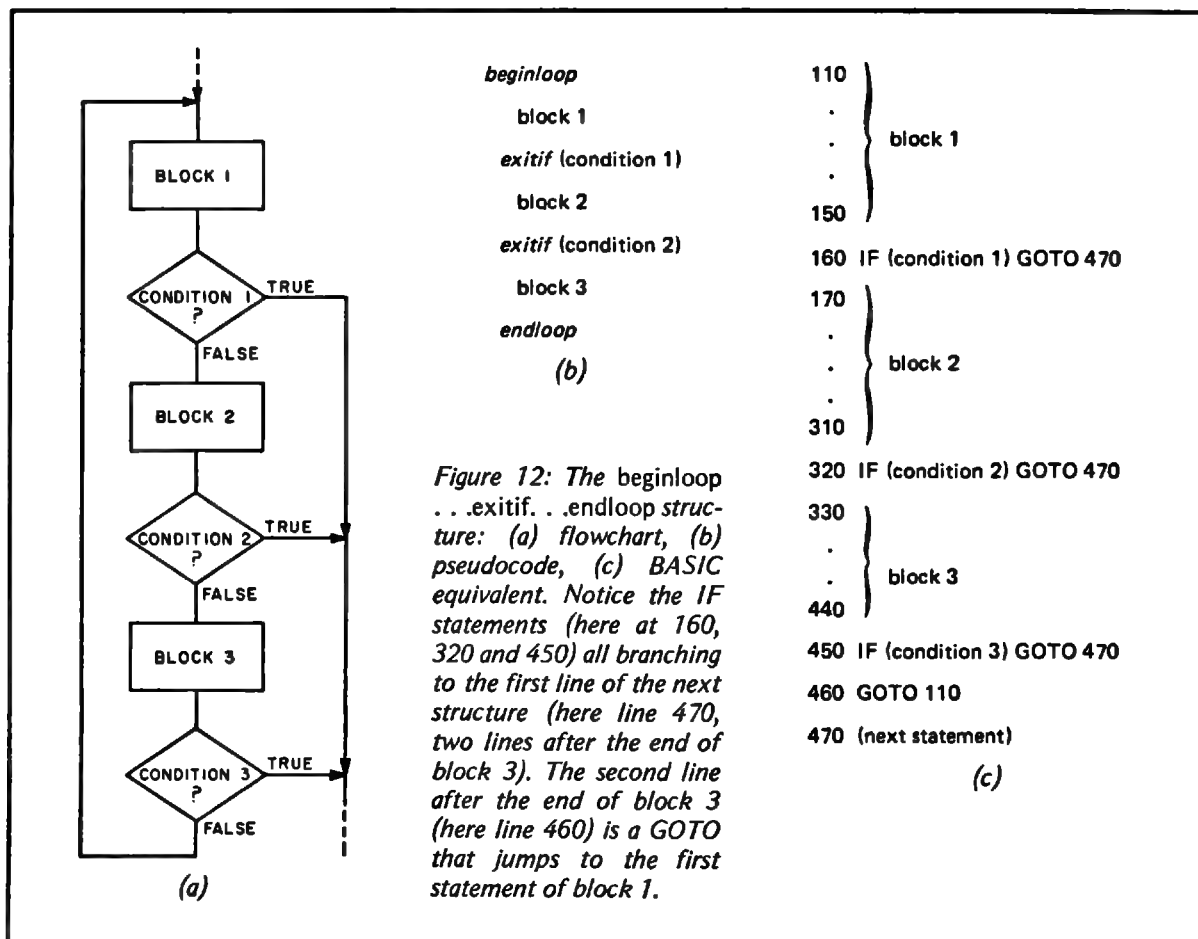 BLOCK 1
CONDITION 1
?
TRUE
FALSE
BLOCK 2
CONDITION 2
?
TRUE
FALSE
BLOCK 3
CONDITION 3
?
TRUE
FALSE
(a)
beginloop
block 1
exitif (condition 1)
block 2
exitif (condition 2)
block 3
endloop
(b)
Figure 12: The beginloop
. . .exitif. . .endloop struc-
ture: (a) flowchart, (b)
pseudocode, (c) BASIC
equivalent. Notice the IF
statements (here at 160,
320 and 450) all branching
to the first line of the next
structure (here line 470,
two lines after the end of
block 3). The second line
after the end of block 3
(here line 460) is a GOTO
that jumps to the first
statement of block 1.
110
.
.
.
150
block 1
160 IF (condition 1) GOTO 470
170
.
.
.
310
block 2
320 IF (condition 2) GOTO 470
330
.
.
440
block 3
450 IF (condition 3) GOTO 470
460 GOTO 110
470 (next statement)
(c)